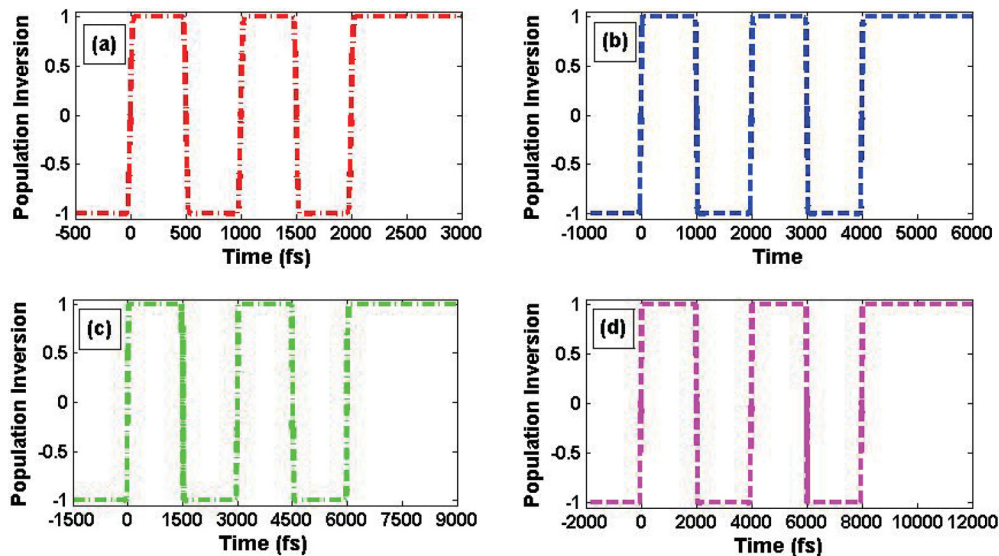 Population Inversion
(a)
1
0.5
0
-0.5
-1
-500 0 500 1000 1500 2000 2500 3000
Time (fs)
Population Inversion
(b)
1
0.5
0
-0.5
-1
-1000 0 1000 2000 3000 4000 5000 6000
Time
Population Inversion
(c)
1
0.5
0
-0.5
-1
-1500 0 1500 3000 4500 6000 7500 9000
Time (fs)
Population Inversion
(d)
1
0.5
0
-0.5
-1
-2000 0 2000 4000 6000 8000 10000 12000
Time (fs)